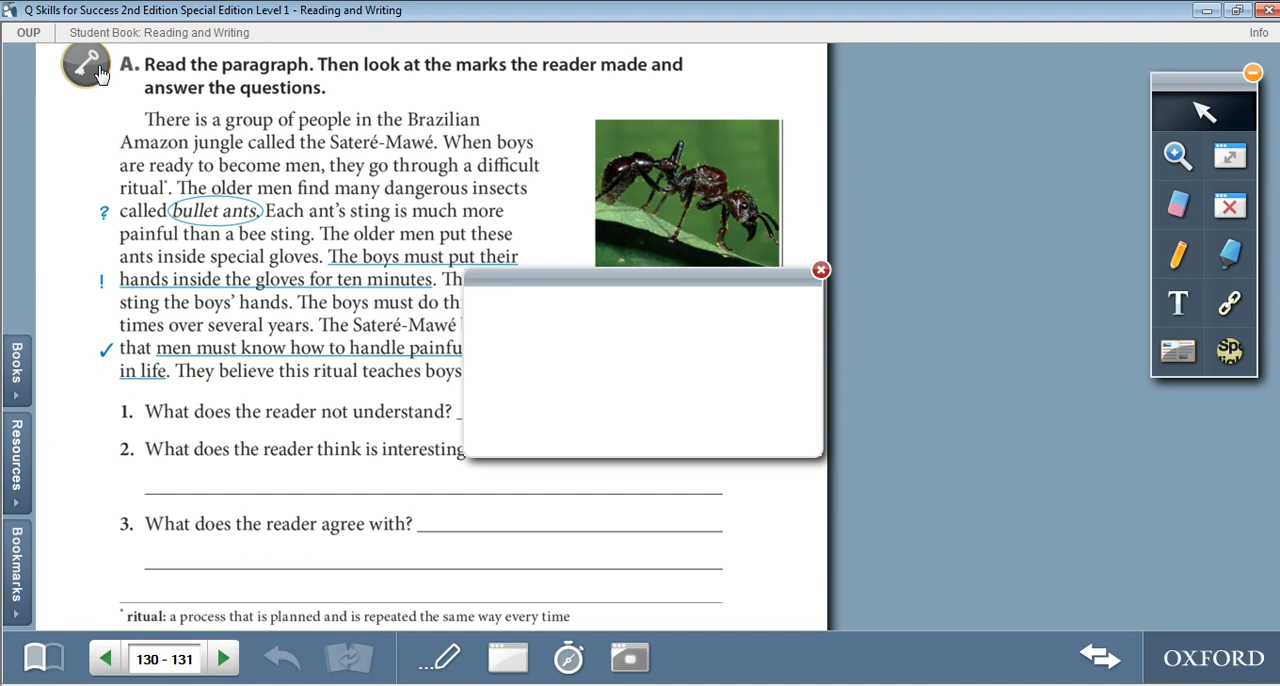 Q Skills for Success 2nd Edition Special Edition Level 1 - Reading and Writing
OUP
Student Book: Reading and Writing
Info
A. Read the paragraph. Then look at the marks the reader made and
answer the questions.
There is a group of people in the Brazilian
Amazon jungle called the Sateré-Mawé. When boys
are ready to become men, they go through a difficult
ritual*. The older men find many dangerous insects
? called bullet ants. Each ant's sting is much more
painful than a bee sting. The older men put these
ants inside special gloves. The boys must put their
! hands inside the gloves for ten minutes. Th
sting the boys' hands. The boys must do th
times over several years. The Sateré-Mawé
✓ that men must know how to handle painfu
in life. They believe this ritual teaches boys
1. What does the reader not understand?
2. What does the reader think is interesting
3. What does the reader agree with?
* ritual: a process that is planned and is repeated the same way every time
Books
Resources
Bookmarks
T
Spo
130 - 131
OXFORD